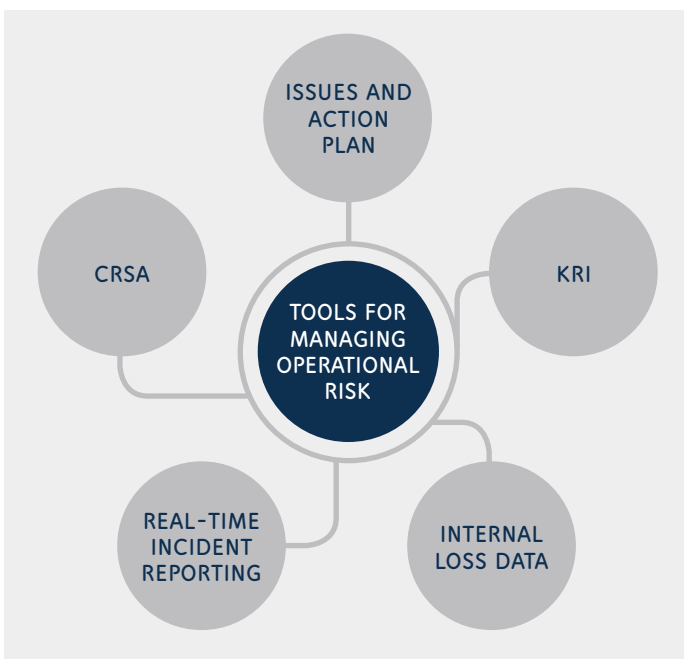 ISSUES AND
ACTION
PLAN
CRSA
KRI
TOOLS FOR
MANAGING
OPERATIONAL
RISK
REAL-TIME
INCIDENT
REPORTING
INTERNAL
LOSS DATA